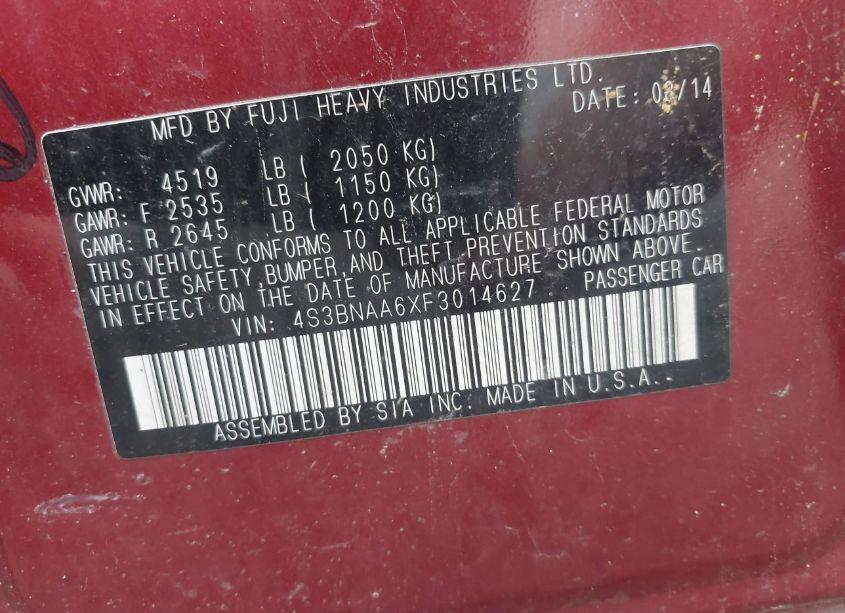 MFD BY FUJI HEAVY INDUSTRIES LTD.
DATE: /14
GVWR: 4519 LB ( 2050 KG)
GAWR: F 2535 LB ( 1150 KG)
GAWR: R 2645 LB ( 1200 KG)
THIS VEHICLE CONFORMS TO ALL APPLICABLE FEDERAL MOTOR
VEHICLE SAFETY,BUMPER,AND THEFT PREVENTION STANDARDS
IN EFFECT ON THE DATE OF MANUFACTURE SHOWN ABOVE.
VIN: 4S3BNAA6XF3014627 PASSENGER CAR
ASSEMBLED BY SIA INC. MADE IN U.S.A..